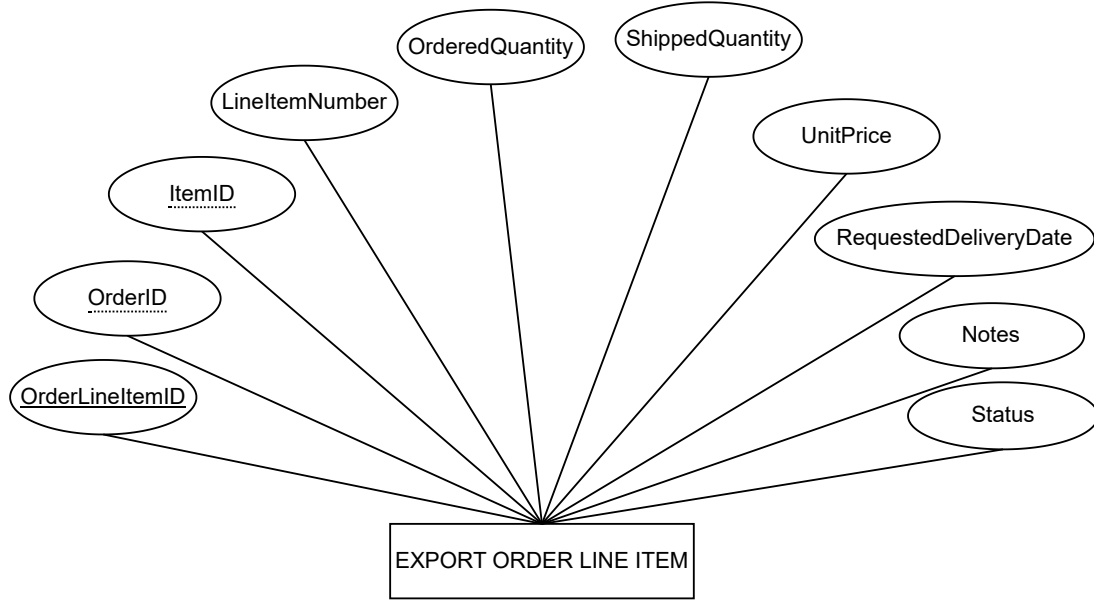 OrderedQuantity
ShippedQuantity
LineItemNumber
UnitPrice
ItemID
RequestedDeliveryDate
OrderID
Notes
OrderLineItemID
Status
EXPORT ORDER LINE ITEM